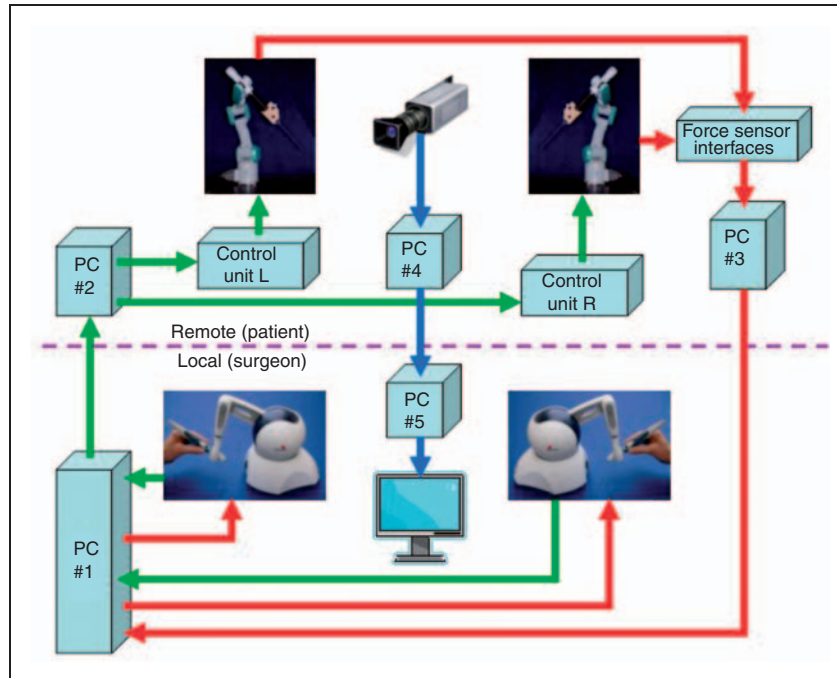 Force sensor
interfaces
PC
#2
Control
unit L
PC
#4
Control
unit R
PC
#3
Remote (patient)
Local (surgeon)
PC
#5
PC
#1